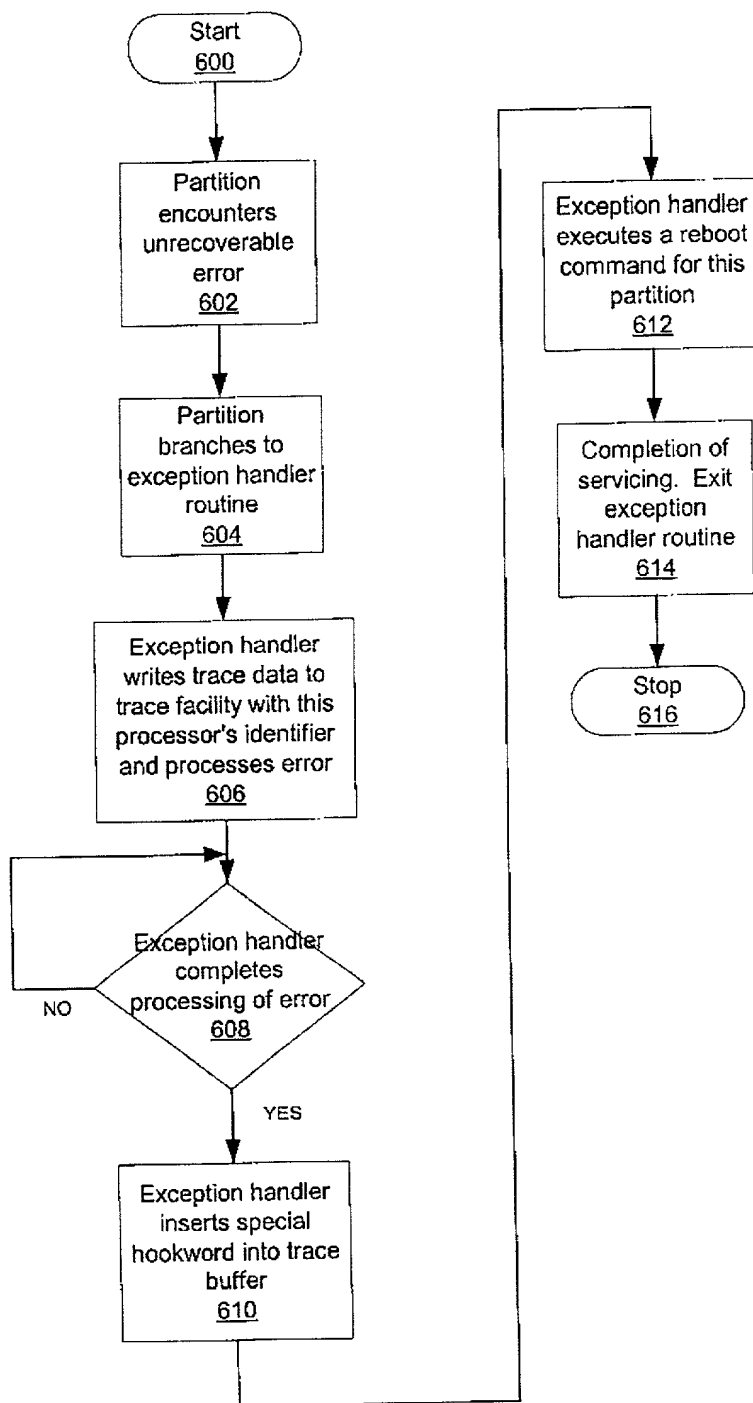 Start
600
Partition
encounters
unrecoverable
error
602
Partition
branches to
exception handler
routine
604
Exception handler
writes trace data to
trace facility with this
processor's identifier
and processes error
606
Exception handler
completes
processing of error
608
NO
YES
Exception handler
inserts special
hookword into trace
buffer
610
Exception handler
executes a reboot
command for this
partition
612
Completion of
servicing. Exit
exception
handler routine
614
Stop
616